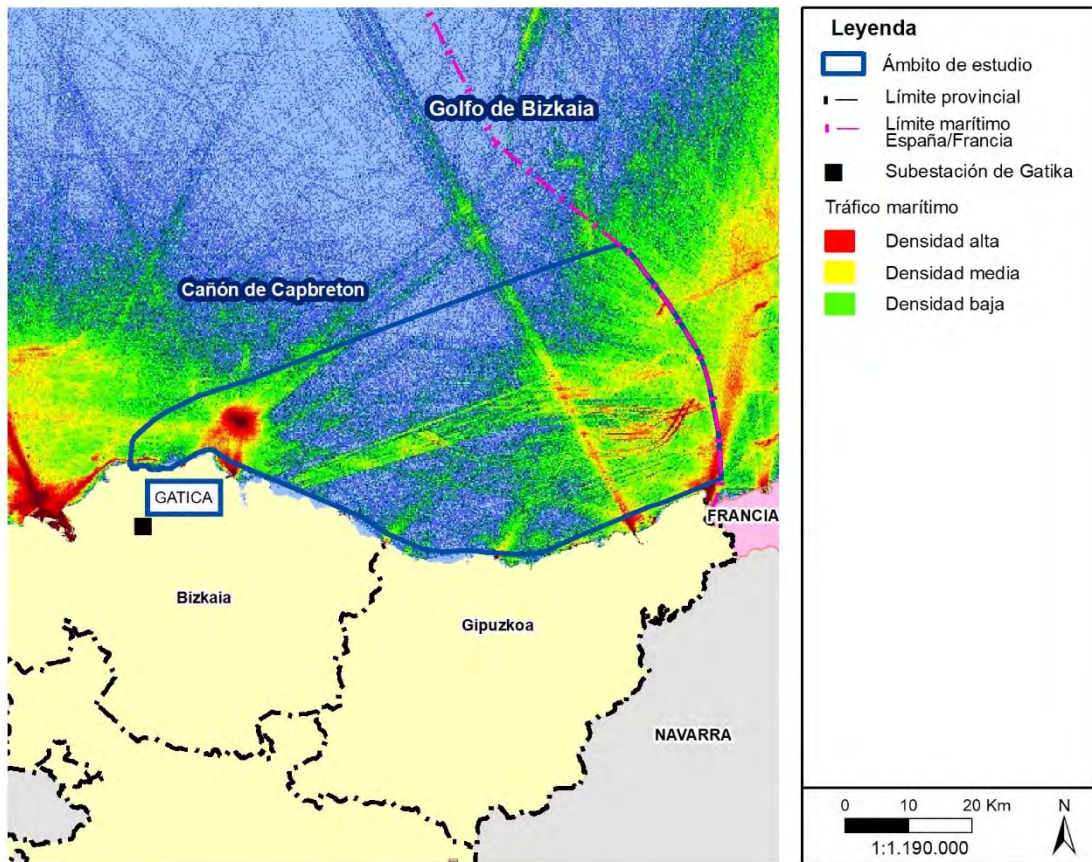 Golfo de Bizkaia
Cañón de Capbreton
GATICA
FRANCIA
Bizkaia
Gipuzkoa
NAVARRA
Leyenda
Ámbito de estudio
Límite provincial
Límite marítimo
España/Francia
Subestación de Gatika
Tráfico marítimo
Densidad alta
Densidad media
Densidad baja
0 10 20 Km
N
1:1.190.000